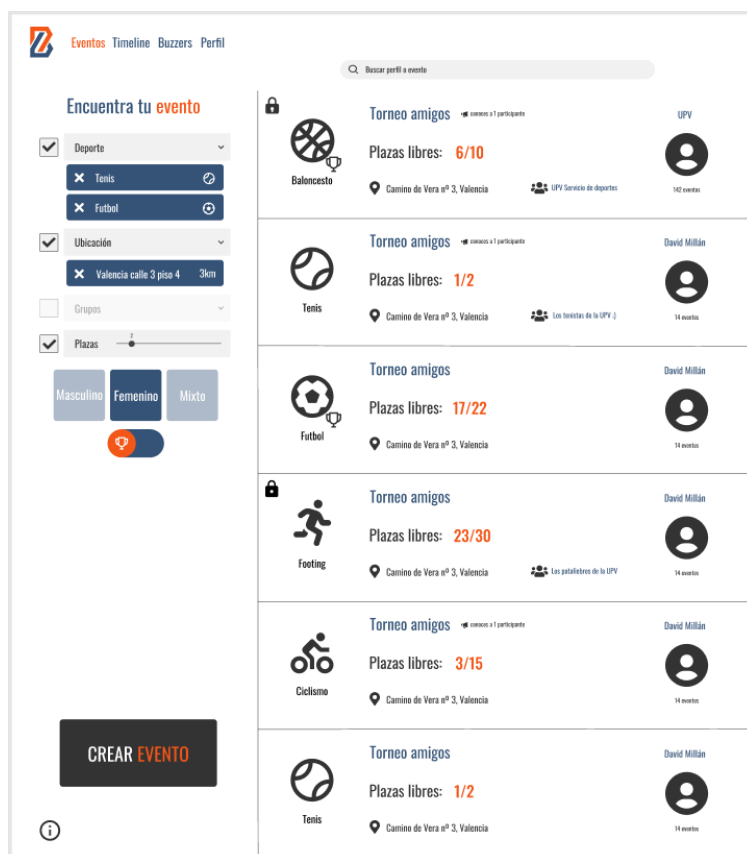 Eventos Timeline Buzzers Perfil
Buscar perfil o evento
Encuentra tu evento
Deporte
Tenis
Futbol
Ubicación
Valencia calle 3 piso 4 3km
Grupos
Plazas
Masculino Femenino Mixto
CREAR EVENTO
Baloncesto
Torneo amigos conoces a 1 participante
Plazas libres: 6/10
Camino de Vera nº 3, Valencia
UPV Servicio de deportes
UPV
142 eventos
Tenis
Torneo amigos conoces a 1 participante
Plazas libres: 1/2
Camino de Vera nº 3, Valencia
Los tenistas de la UPV ;)
David Millán
14 eventos
Futbol
Torneo amigos
Plazas libres: 17/22
Camino de Vera nº 3, Valencia
David Millán
14 eventos
Footing
Torneo amigos
Plazas libres: 23/30
Camino de Vera nº 3, Valencia
Los pataliebres de la UPV
David Millán
14 eventos
Ciclismo
Torneo amigos conoces a 1 participante
Plazas libres: 3/15
Camino de Vera nº 3, Valencia
David Millán
14 eventos
Tenis
Torneo amigos
Plazas libres: 1/2
Camino de Vera nº 3, Valencia
David Millán
14 eventos